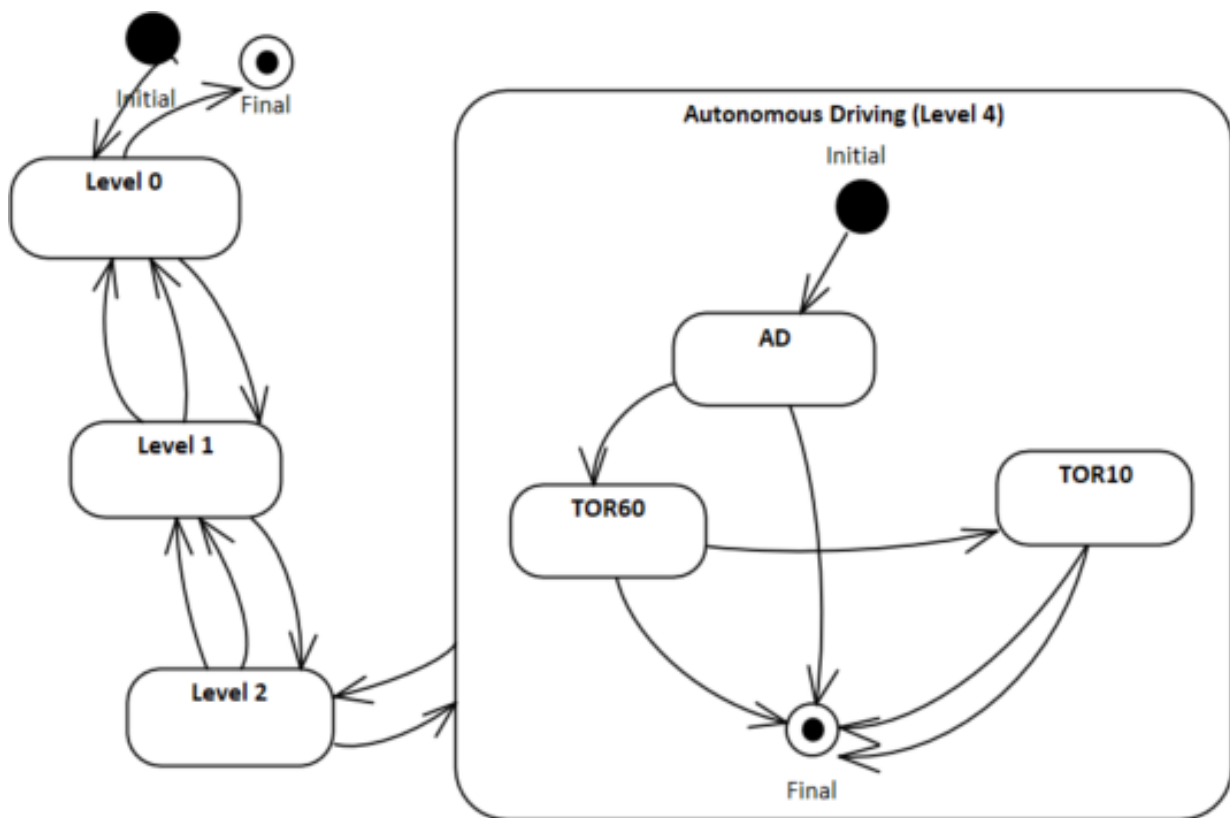 Initial
Final
Level 0
Level 1
Level 2
Autonomous Driving (Level 4)
Initial
AD
TOR60
TOR10
Final